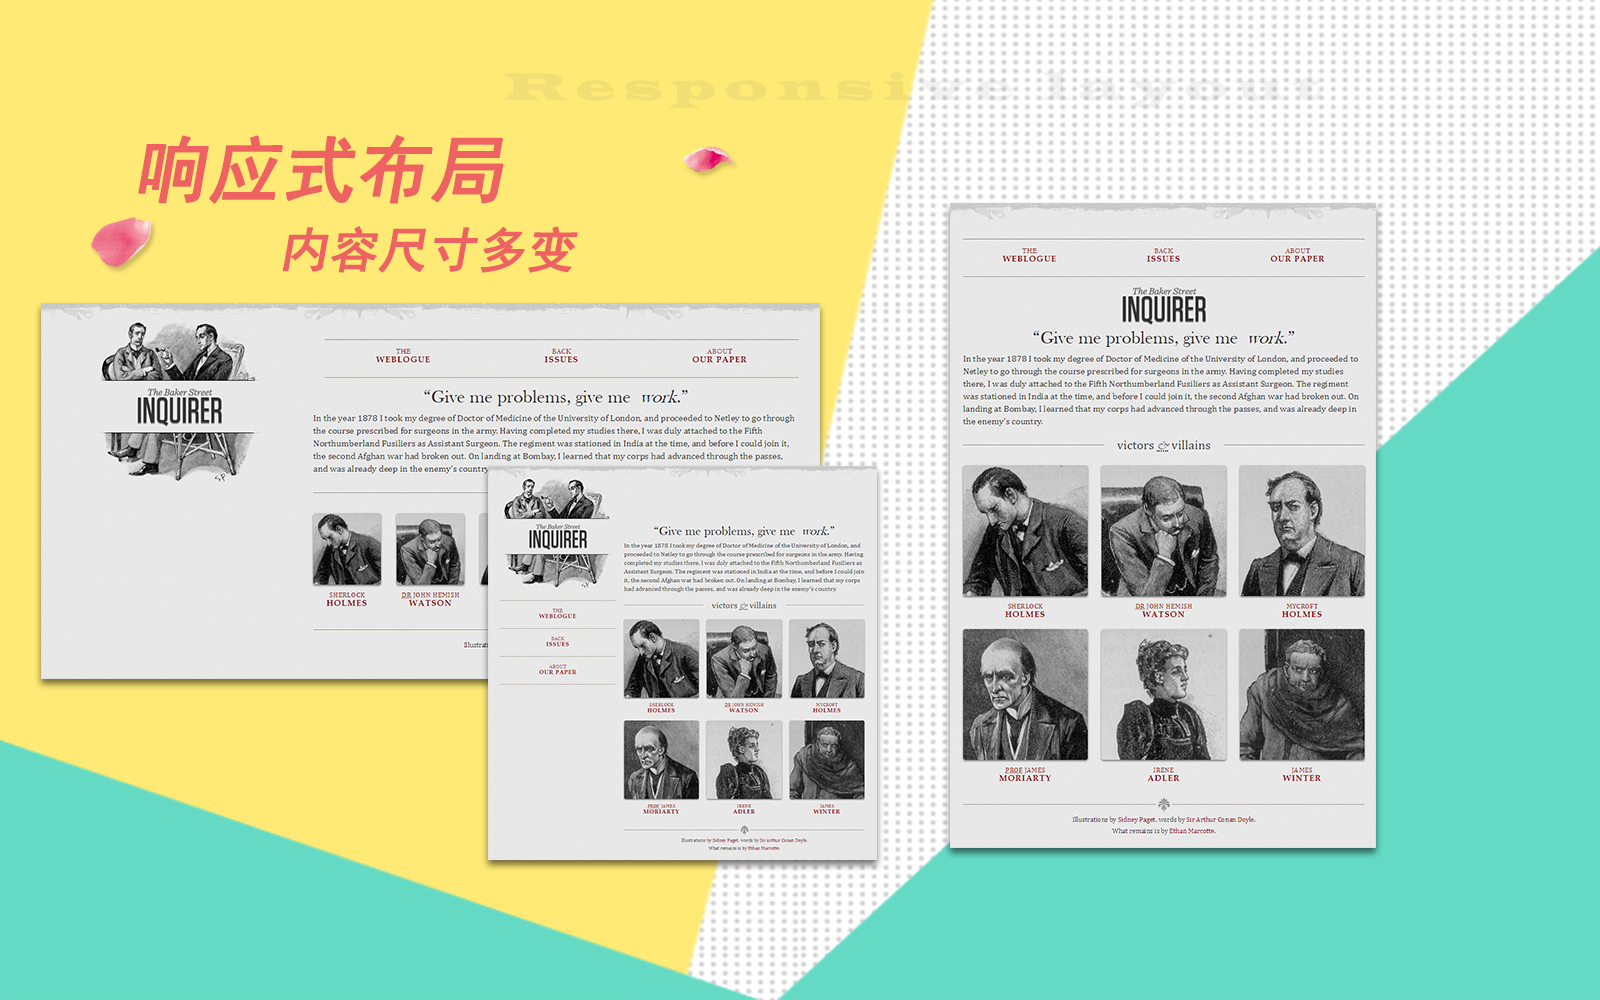 Responsive layout
响应式布局
内容尺寸多变
The Baker Street
INQUIRER
THE
WEBLOGUE
BACK
ISSUES
ABOUT
OUR PAPER
“Give me problems, give me work.”
In the year 1878 I took my degree of Doctor of Medicine of the University of London, and proceeded to Netley to go through
the course prescribed for surgeons in the army. Having completed my studies there, I was duly attached to the Fifth
Northumberland Fusiliers as Assistant Surgeon. The regiment was stationed in India at the time, and before I could join it,
the second Afghan war had broken out. On landing at Bombay, I learned that my corps had advanced through the passes,
and was already deep in the enemy's country
SHERLOCK
HOLMES
DR JOHN HEMISH
WATSON
Illustrati
The Baker Street
INQUIRER
THE
WEBLOGUE
BACK
ISSUES
ABOUT
OUR PAPER
“Give me problems, give me work.”
In the year 1878 I took my degree of Doctor of Medicine of the University of London, and
proceeded to Netley to go through the course prescribed for surgeons in the army. Having
completed my studies there, I was duly attached to the Fifth Northumberland Fusiliers as
Assistant Surgeon. The regiment was stationed in India at the time, and before I could join
it, the second Afghan war had broken out. On landing at Bombay, I learned that my corps
had advanced through the passes, and was already deep in the enemy's country.
victors & villains
SHERLOCK
HOLMES
DR JOHN HEMISH
WATSON
MYCROFT
HOLMES
PROF JAMES
MORIARTY
IRENE
ADLER
JAMES
WINTER
Illustrations by Sidney Paget, words by Sir Arthur Conan Doyle.
What remains is by Ethan Marcotte.
THE
WEBLOGUE
BACK
ISSUES
ABOUT
OUR PAPER
The Baker Street
INQUIRER
“Give me problems, give me work.”
In the year 1878 I took my degree of Doctor of Medicine of the University of London, and proceeded to
Netley to go through the course prescribed for surgeons in the army. Having completed my studies
there, I was duly attached to the Fifth Northumberland Fusiliers as Assistant Surgeon. The regiment
was stationed in India at the time, and before I could join it, the second Afghan war had broken out. On
landing at Bombay, I learned that my corps had advanced through the passes, and was already deep in
the enemy's country.
victors & villains
SHERLOCK
HOLMES
DR JOHN HEMISH
WATSON
MYCROFT
HOLMES
PROF JAMES
MORIARTY
IRENE
ADLER
JAMES
WINTER
Illustrations by Sidney Paget, words by Sir Arthur Conan Doyle.
What remains is by Ethan Marcotte.